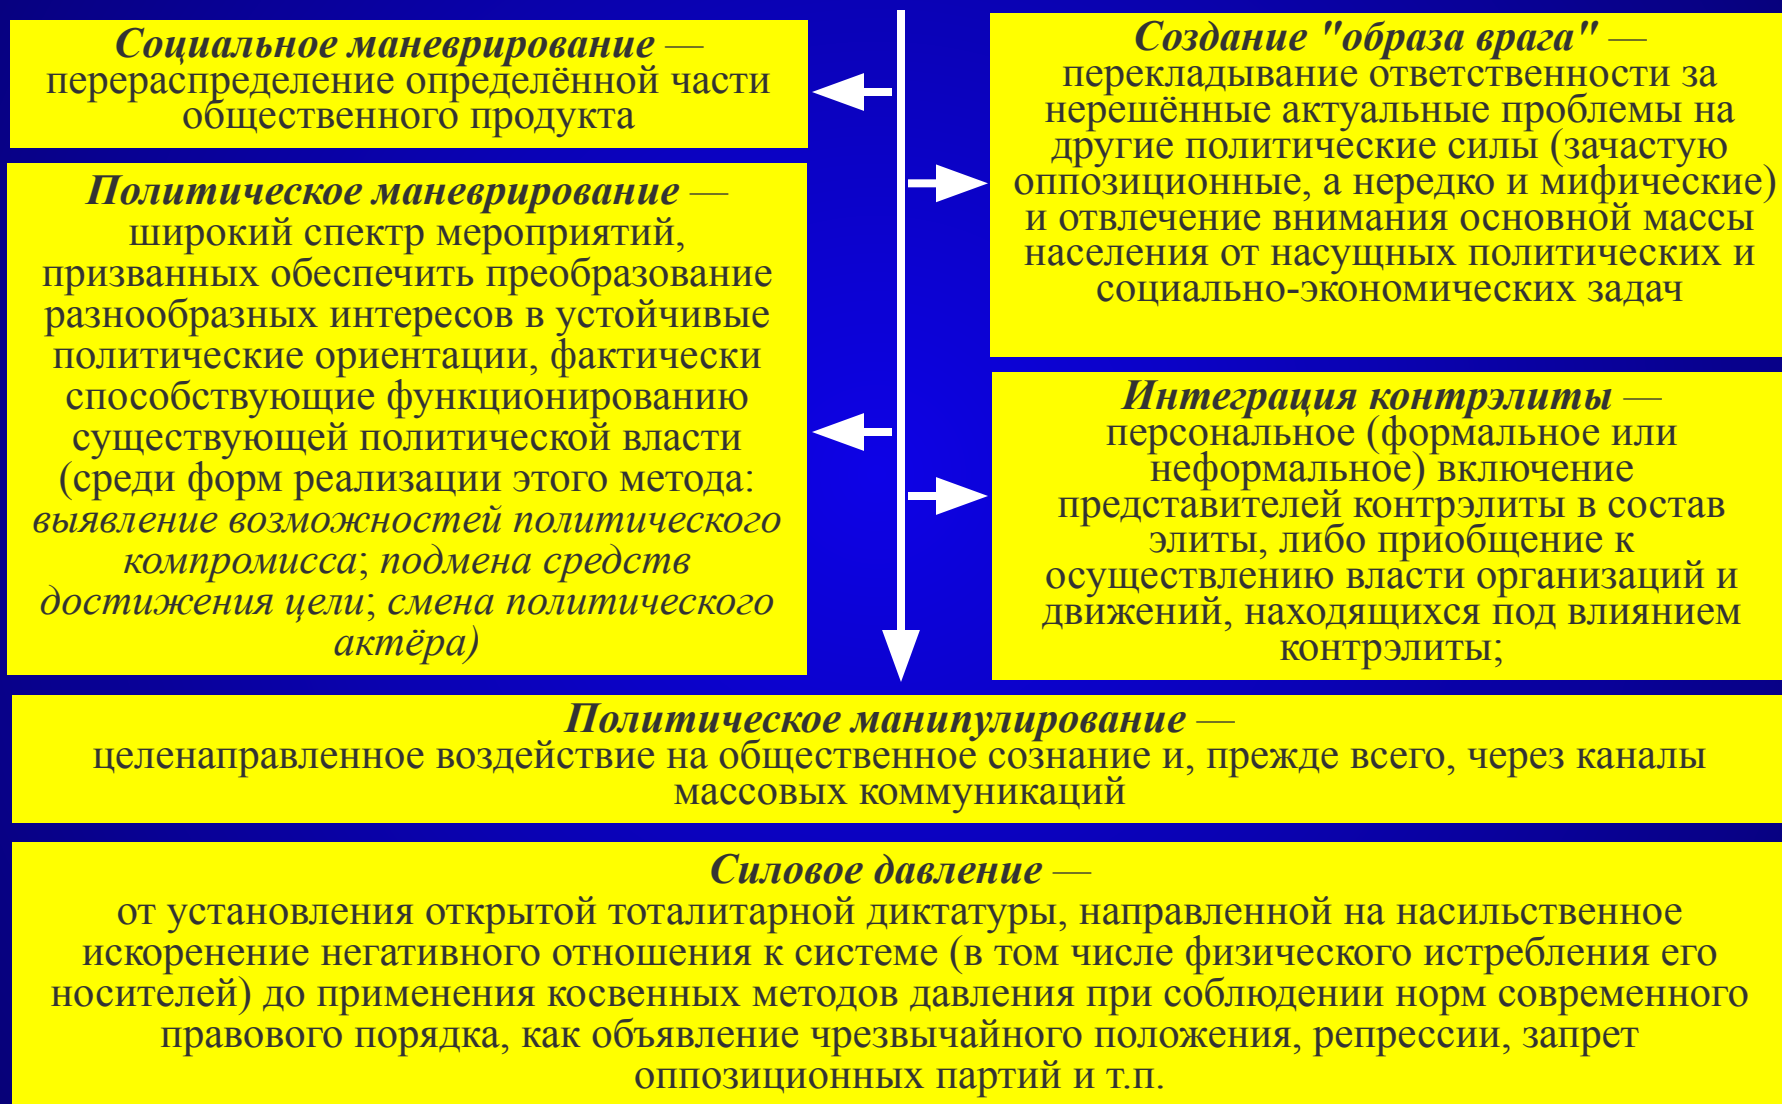 Социальное маневрирование —
перераспределение определённой части
общественного продукта
Политическое маневрирование —
широкий спектр мероприятий,
призванных обеспечить преобразование
разнообразных интересов в устойчивые
политические ориентации, фактически
способствующие функционированию
существующей политической власти
(среди форм реализации этого метода:
выявление возможностей политического
компромисса; подмена средств
достижения цели; смена политического
актёра)
Создание "образа врага" —
перекладывание ответственности за
нерешённые актуальные проблемы на
другие политические силы (зачастую
оппозиционные, а нередко и мифические)
и отвлечение внимания основной массы
населения от насущных политических и
социально-экономических задач
Интеграция контрэлиты —
персональное (формальное или
неформальное) включение
представителей контрэлиты в состав
элиты, либо приобщение к
осуществлению власти организаций и
движений, находящихся под влиянием
контрэлиты;
Политическое манипулирование —
целенаправленное воздействие на общественное сознание и, прежде всего, через каналы
массовых коммуникаций
Силовое давление —
от установления открытой тоталитарной диктатуры, направленной на насильственное
искоренение негативного отношения к системе (в том числе физического истребления его
носителей) до применения косвенных методов давления при соблюдении норм современного
правового порядка, как объявление чрезвычайного положения, репрессии, запрет
оппозиционных партий и т.п.